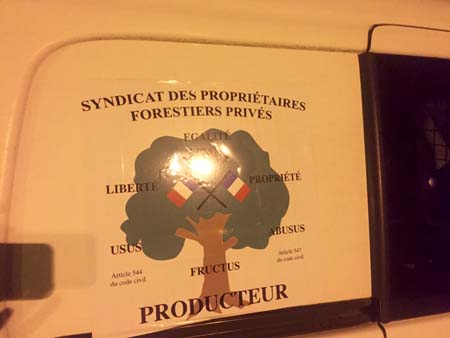 SYNDICAT DES PROPRIÉTAIRES
FORESTIERS PRIVÉS
EGALITÉ
LIBERTÉ
PROPRIÉTÉ
USUS
ABUSUS
Article 544
du code civil
Article 547
du code civil
FRUCTUS
PRODUCTEUR